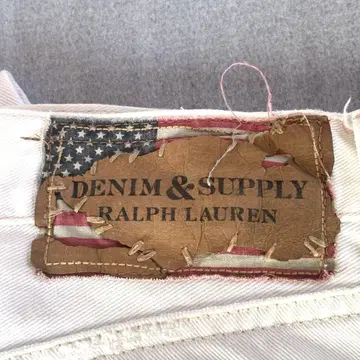 DENIM & SUPPLY
RALPH LAUREN